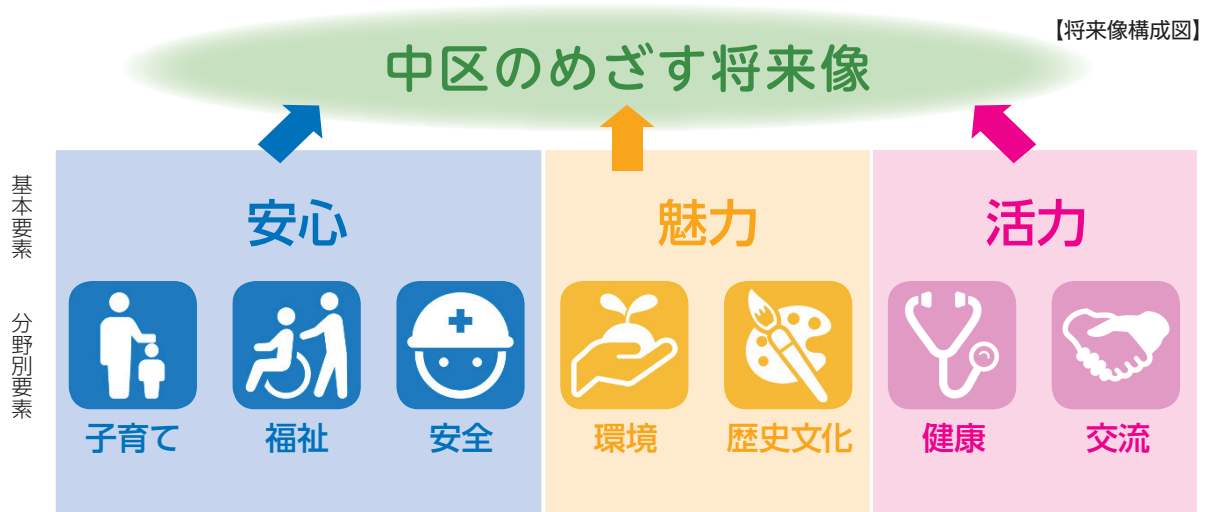 【将来像構成図】
中区のめざす将来像
基本要素
安心
魅力
活力
分野別要素
子育て
福祉
安全
環境
歴史文化
健康
交流